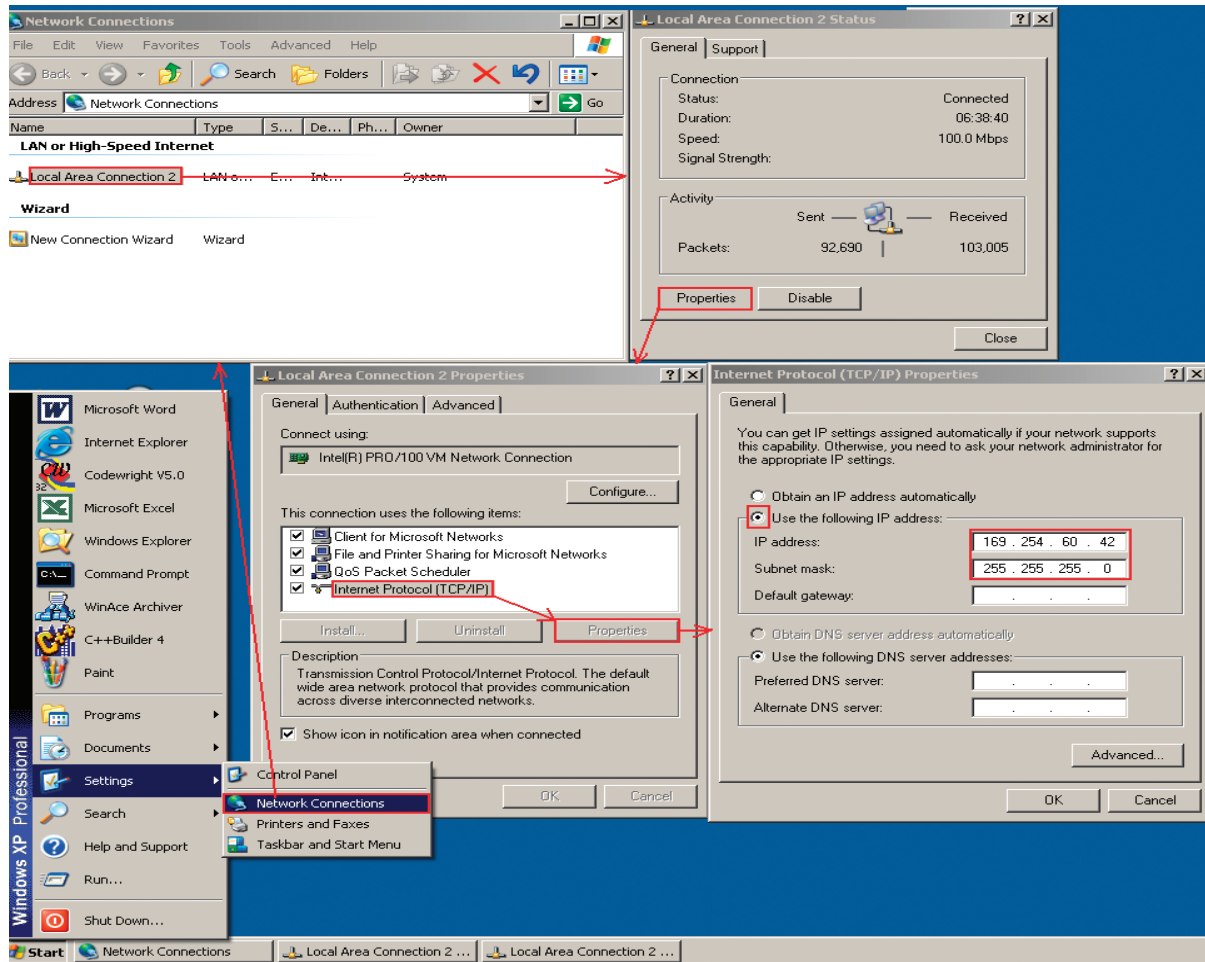 Network Connections
File Edit View Favorites Tools Advanced Help
Back Search Folders
Address Network Connections Go
Name Type S... De... Ph... Owner
LAN or High-Speed Internet
Local Area Connection 2 LAN o... E... Int... System
Wizard
New Connection Wizard Wizard
Local Area Connection 2 Status
General Support
Connection
Status: Connected
Duration: 06:38:40
Speed: 100.0 Mbps
Signal Strength:
Activity
Sent Received
Packets: 92,690 103,005
Properties Disable
Close
Microsoft Word
Internet Explorer
Codewright V5.0
Microsoft Excel
Windows Explorer
Command Prompt
WinAce Archiver
C++Builder 4
Paint
Programs
Documents
Settings
Search
Help and Support
Run...
Shut Down...
Windows XP Professional
Control Panel
Network Connections
Printers and Faxes
Taskbar and Start Menu
Local Area Connection 2 Properties
General Authentication Advanced
Connect using:
Intel(R) PRO/100 VM Network Connection
Configure...
This connection uses the following items:
Client for Microsoft Networks
File and Printer Sharing for Microsoft Networks
QoS Packet Scheduler
Internet Protocol (TCP/IP)
Install... Uninstall Properties
Description
Transmission Control Protocol/Internet Protocol. The default
wide area network protocol that provides communication
across diverse interconnected networks.
Show icon in notification area when connected
OK Cancel
Internet Protocol (TCP/IP) Properties
General
You can get IP settings assigned automatically if your network supports
this capability. Otherwise, you need to ask your network administrator for
the appropriate IP settings.
Obtain an IP address automatically
Use the following IP address:
IP address: 169 . 254 . 60 . 42
Subnet mask: 255 . 255 . 255 . 0
Default gateway: . . .
Obtain DNS server address automatically
Use the following DNS server addresses:
Preferred DNS server: . . .
Alternate DNS server: . . .
Advanced...
OK Cancel
Start Network Connections Local Area Connection 2 ... Local Area Connection 2 ...